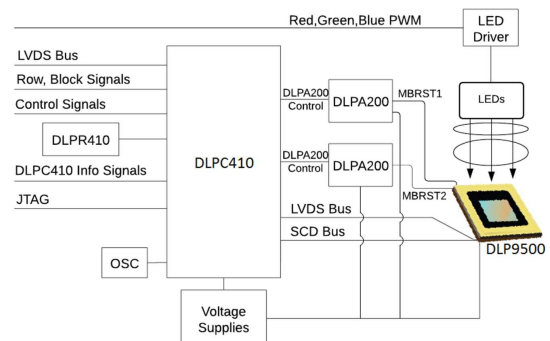 Red,Green,Blue PWM
LED
Driver
LVDS Bus
Row, Block Signals
Control Signals
DLPR410
DLPC410 Info Signals
JTAG
OSC
DLPC410
DLPA200
Control
DLPA200
MBRST1
LEDs
DLPA200
Control
DLPA200
MBRST2
LVDS Bus
SCD Bus
DLP9500
Voltage
Supplies